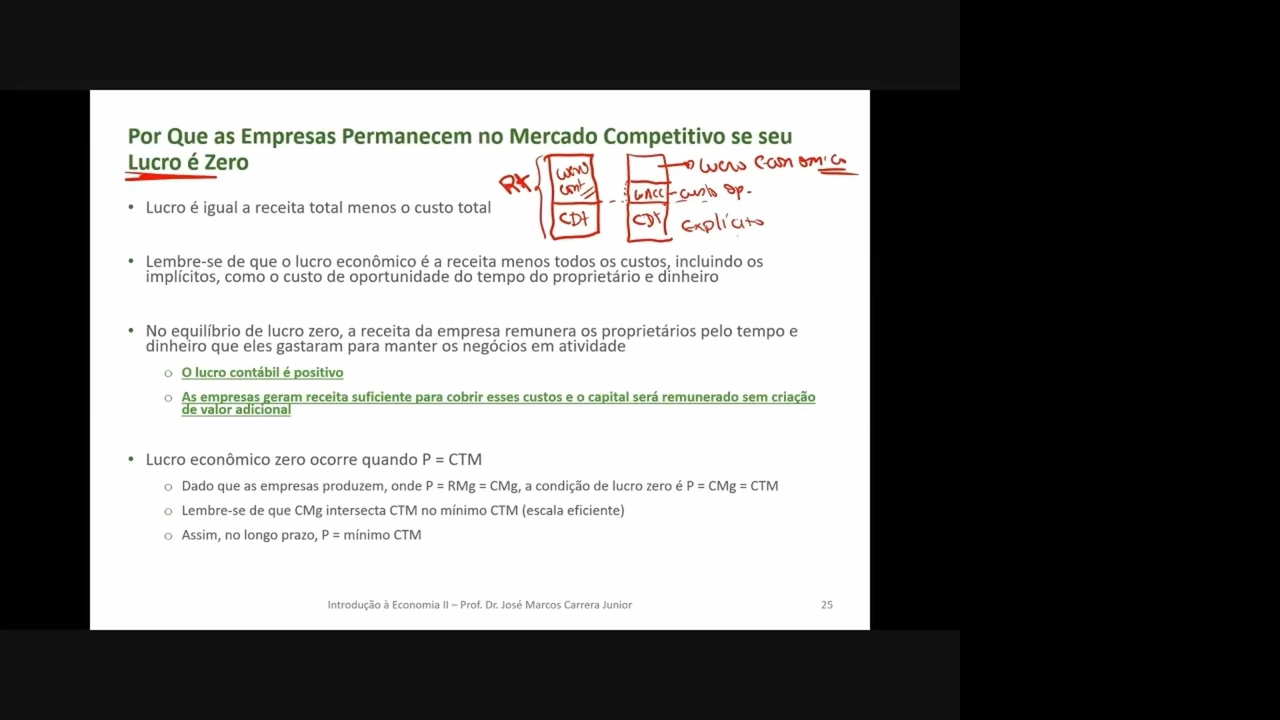 Por Que as Empresas Permanecem no Mercado Competitivo se seu
Lucro é Zero
RT
Lucro
cont
CDT
CDT
Lucro Econômico
custo op.
Explícito
• Lucro é igual a receita total menos o custo total
• Lembre-se de que o lucro econômico é a receita menos todos os custos, incluindo os
implícitos, como o custo de oportunidade do tempo do proprietário e dinheiro
• No equilíbrio de lucro zero, a receita da empresa remunera os proprietários pelo tempo e
dinheiro que eles gastaram para manter os negócios em atividade
o O lucro contábil é positivo
o As empresas geram receita suficiente para cobrir esses custos e o capital será remunerado sem criação
de valor adicional
• Lucro econômico zero ocorre quando P = CTM
o Dado que as empresas produzem, onde P = RMg = CMg, a condição de lucro zero é P = CMg = CTM
o Lembre-se de que CMg intersecta CTM no mínimo CTM (escala eficiente)
o Assim, no longo prazo, P = mínimo CTM
Introdução à Economia II – Prof. Dr. José Marcos Carrera Junior
25